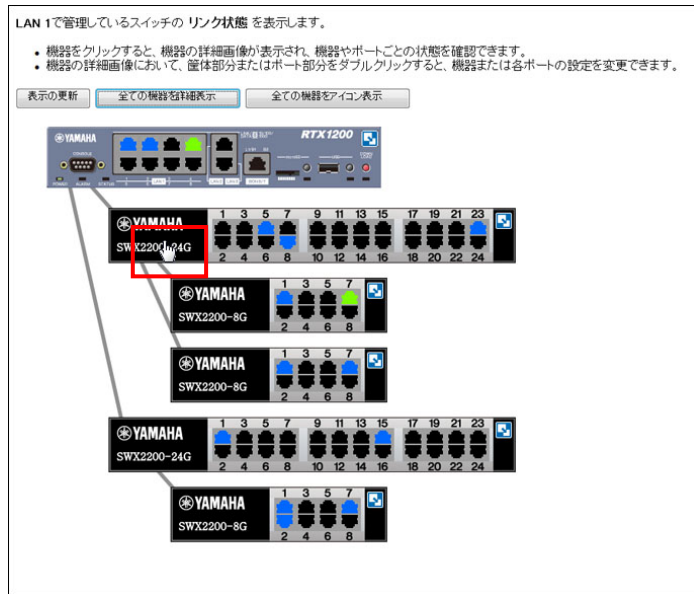 LAN 1で管理しているスイッチの リンク状態 を表示します。
• 機器をクリックすると、機器の詳細画像が表示され、機器やポートごとの状態を確認できます。
• 機器の詳細画像において、筐体部分またはポート部分をダブルクリックすると、機器または各ポートの設定を変更できます。
表示の更新 全ての機器を詳細表示 全ての機器をアイコン表示
YAMAHA RTX1200
CONSOLE
POWER ALARM STATUS LAN1 LAN2 LAN3
YAMAHA 1 3 5 7 9 11 13 15 17 19 21 23
SWX2200-24G 2 4 6 8 10 12 14 16 18 20 22 24
YAMAHA 1 3 5 7
SWX2200-8G 2 4 6 8
YAMAHA 1 3 5 7
SWX2200-8G 2 4 6 8
YAMAHA 1 3 5 7 9 11 13 15 17 19 21 23
SWX2200-24G 2 4 6 8 10 12 14 16 18 20 22 24
YAMAHA 1 3 5 7
SWX2200-8G 2 4 6 8